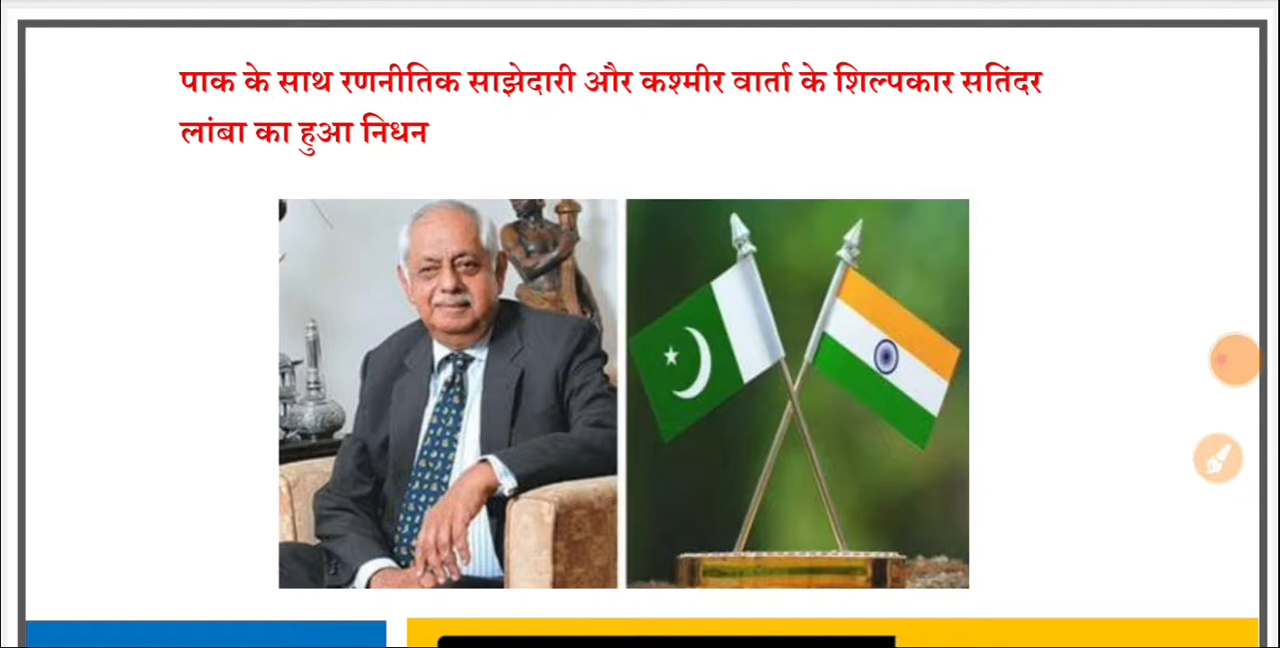 पाक के साथ रणनीतिक साझेदारी और कश्मीर वार्ता के शिल्पकार सतिंदर
लांबा का हुआ निधन